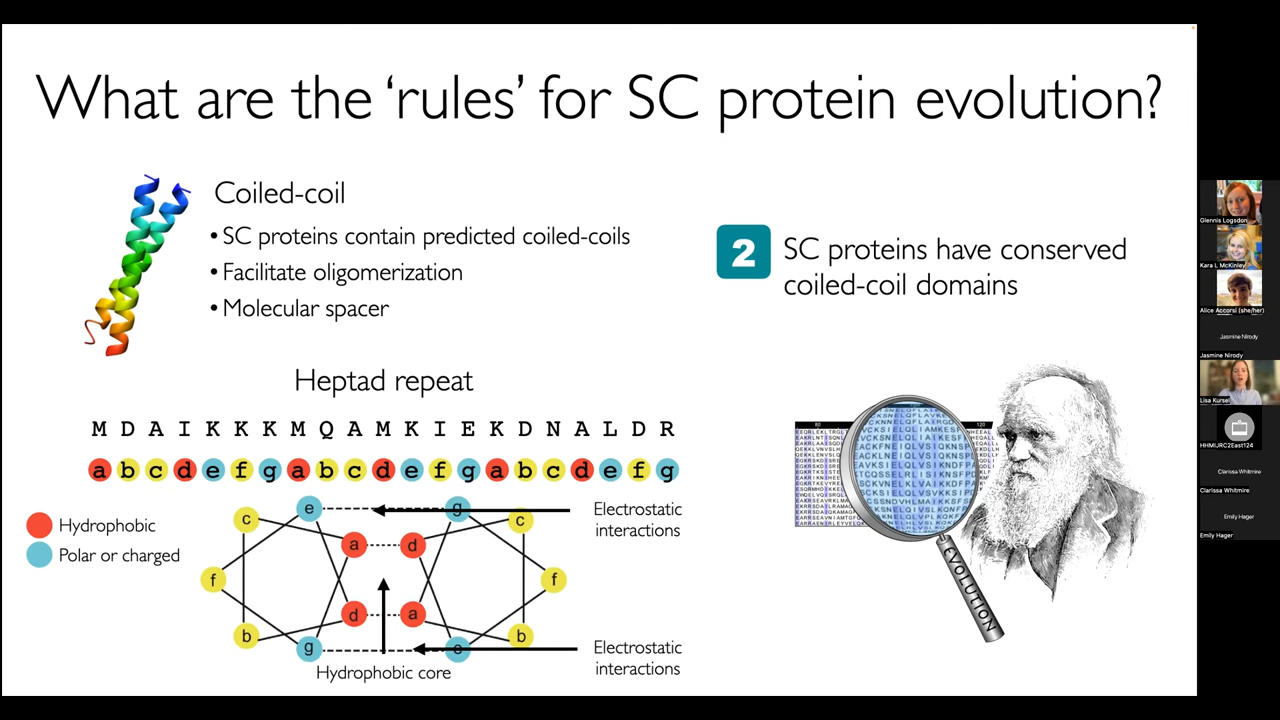 What are the ‘rules’ for SC protein evolution?
Coiled-coil
• SC proteins contain predicted coiled-coils
• Facilitate oligomerization
• Molecular spacer
2
SC proteins have conserved
coiled-coil domains
Heptad repeat
M D A I K K K M Q A M K I E K D N A L D R
a b c d e f g a b c d e f g a b c d e f g
Hydrophobic
Polar or charged
c e g c
a d
f f
d a
b g e b
Electrostatic
interactions
Electrostatic
interactions
Hydrophobic core
80
120
EVOLUTION
Glennis Logsdon
Kara L McKinley
Alice Accorsi (she/her)
Jasmine Nirody
Jasmine Nirody
Lisa Kursel
HHMIJRC2East124
Clarissa Whitmire
Clarissa Whitmire
Emily Hager
Emily Hager